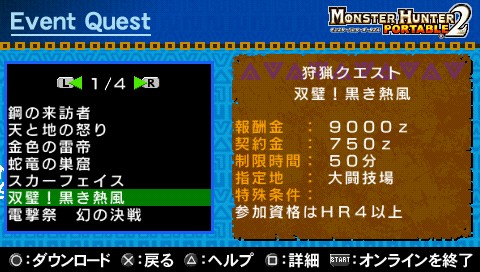 Event Quest
MONSTER HUNTER
PORTABLE 2
L 1/4 R
鋼の来訪者
天と地の怒り
金色の雷帝
蛇竜の巣窟
スカーフェイス
双璧!黒き熱風
電撃祭 幻の決戦
狩猟クエスト
双璧!黒き熱風
報酬金 : 9000z
契約金 : 750z
制限時間 : 50分
指定地 : 大闘技場
特殊条件 :
参加資格はHR4以上
○:ダウンロード ×:戻る △:ヘルプ □:詳細 START:オンラインを終了